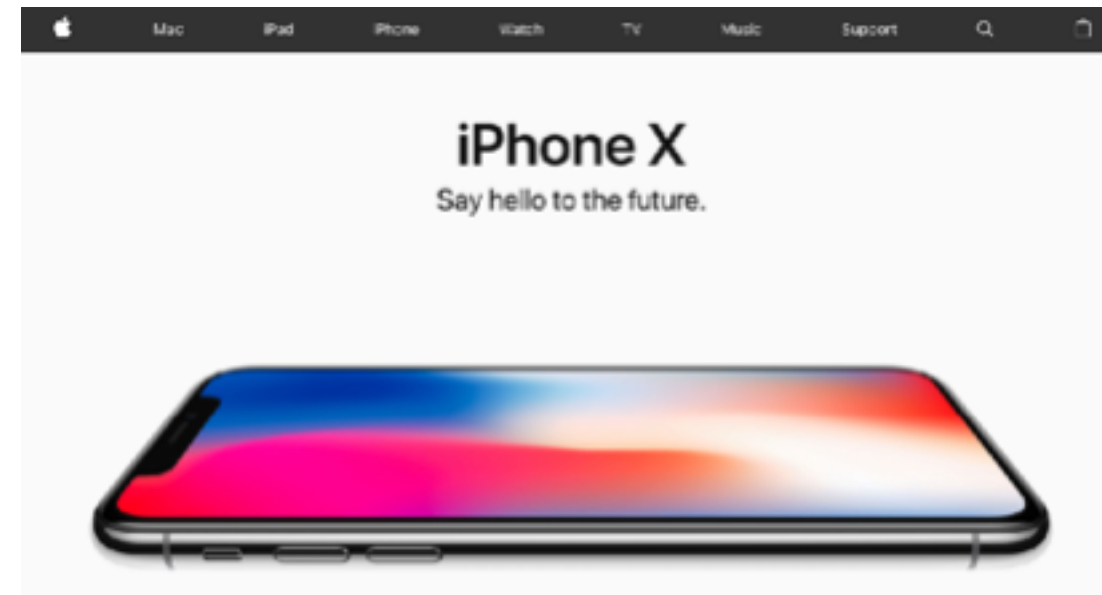 Mac iPad iPhone Watch TV Music Support
iPhone X
Say hello to the future.